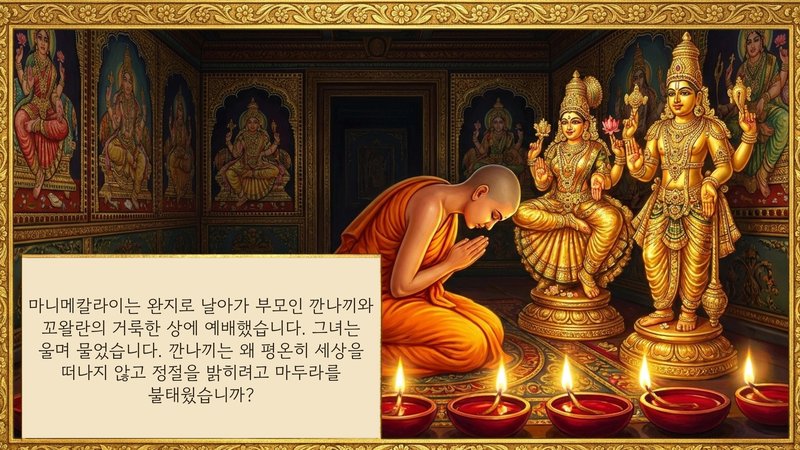 마니메칼라이는 완지로 날아가 부모인 깐나끼와
꼬왈란의 거룩한 상에 예배했습니다. 그녀는
울며 물었습니다. 깐나끼는 왜 평온히 세상을
떠나지 않고 정절을 밝히려고 마두라를
불태웠습니까?